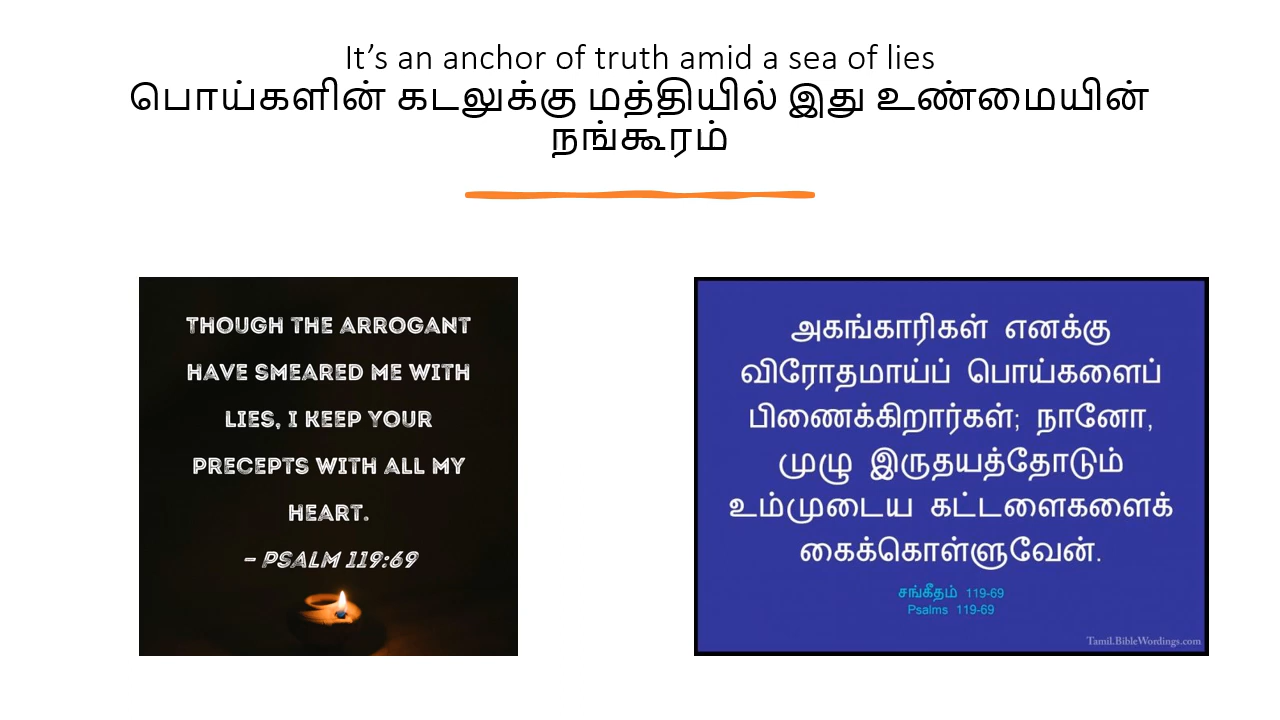 It’s an anchor of truth amid a sea of lies
பொய்களின் கடலுக்கு மத்தியில் இது உண்மையின்
நங்கூரம்
THOUGH THE ARROGANT
HAVE SMEARED ME WITH
LIES, I KEEP YOUR
PRECEPTS WITH ALL MY
HEART.
– PSALM 119:69
அகங்காரிகள் எனக்கு
விரோதமாய்ப் பொய்களைப்
பிணைக்கிறார்கள்; நானோ,
முழு இருதயத்தோடும்
உம்முடைய கட்டளைகளைக்
கைக்கொள்ளுவேன்.
சங்கீதம் 119-69
Psalms 119-69
Tamil.BibleWordings.com